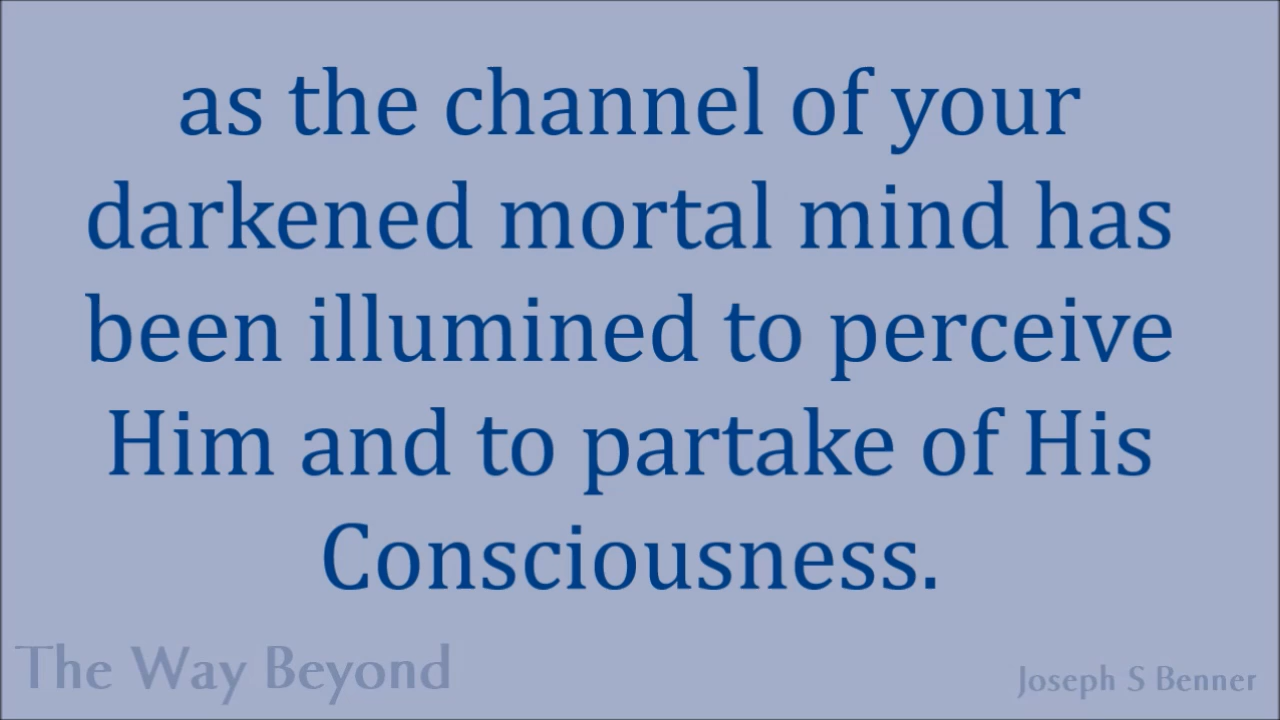 as the channel of your
darkened mortal mind has
been illumined to perceive
Him and to partake of His
Consciousness.
The Way Beyond
Joseph S Benner